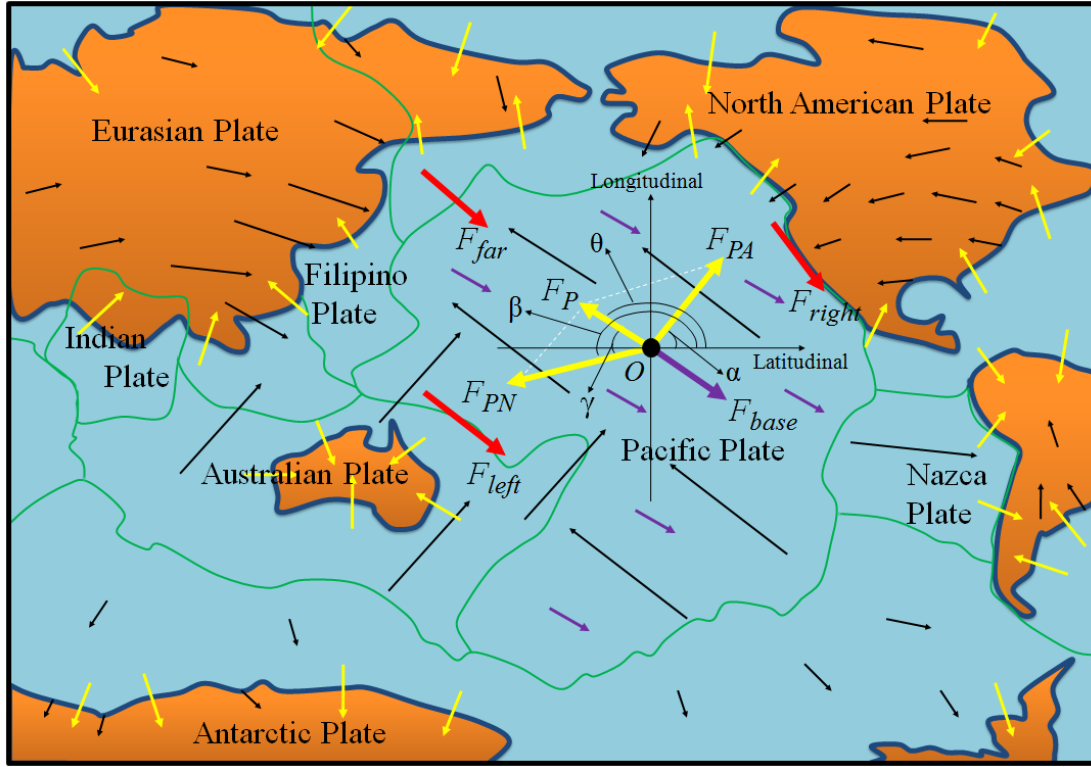 North American Plate
Eurasian Plate
Longitudinal
F_far
θ
F_PA
Filipino
Plate
F_P
F_right
β
Indian
Plate
Latitudinal
O
α
F_PN
γ
F_base
Pacific Plate
Australian Plate
F_left
Nazca
Plate
Antarctic Plate